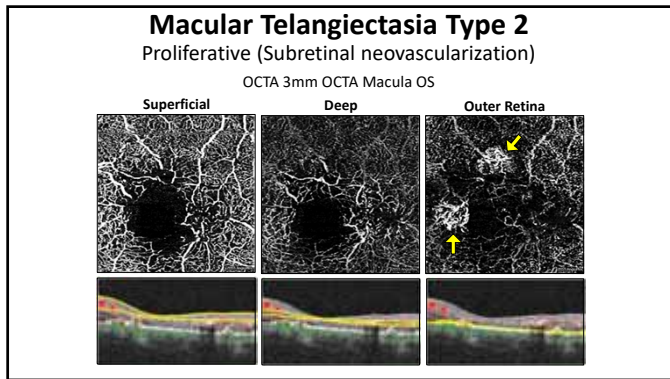 Macular Telangiectasia Type 2
Proliferative (Subretinal neovascularization)
OCTA 3mm OCTA Macula OS
Superficial
Deep
Outer Retina